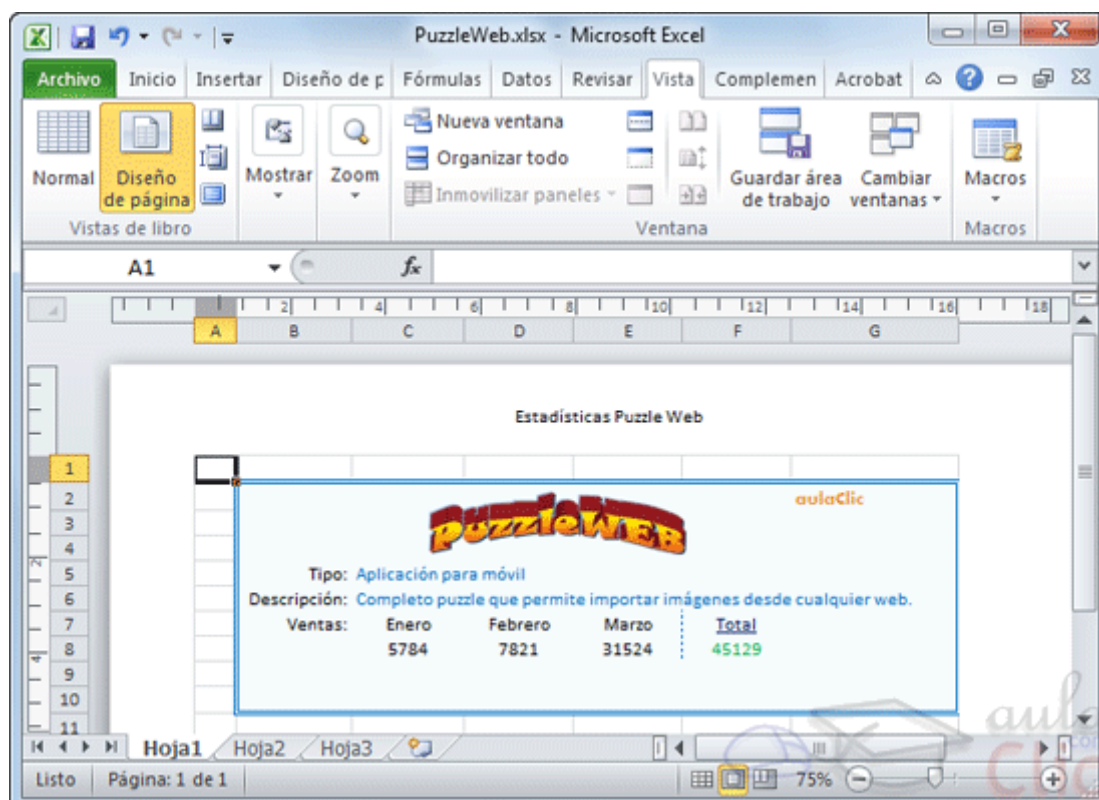 PuzzleWeb.xlsx - Microsoft Excel
Archivo Inicio Insertar Diseño de p Fórmulas Datos Revisar Vista Complemen Acrobat
Normal
Diseño de página
Mostrar
Zoom
Nueva ventana
Organizar todo
Inmovilizar paneles
Guardar área de trabajo
Cambiar ventanas
Macros
Vistas de libro Ventana Macros
A1 fx
2 4 6 8 10 12 14 16 18
A B C D E F G
Estadísticas Puzzle Web
1
2 aulaClic
3 PuzzleWEB
4
2
5 Tipo: Aplicación para móvil
6 Descripción: Completo puzzle que permite importar imágenes desde cualquier web.
7 Ventas: Enero Febrero Marzo Total
4
8 5784 7821 31524 45129
9
10
11
Hoja1 Hoja2 Hoja3
Listo Página: 1 de 1 75%